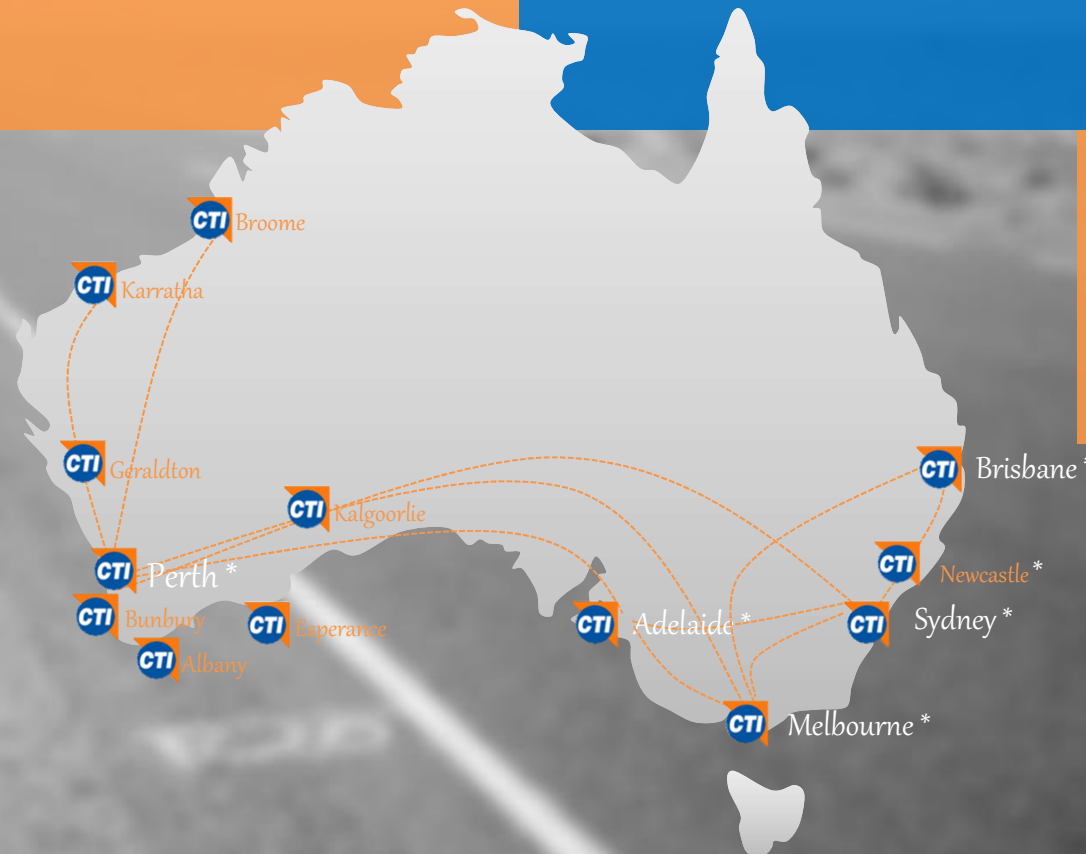 CTI Broome
CTI Karratha
CTI Geraldton
CTI Kalgoorlie
CTI Brisbane *
CTI Perth *
CTI Newcastle *
CTI Bunbury
CTI Esperance
CTI Adelaide *
CTI Sydney *
CTI Albany
CTI Melbourne *